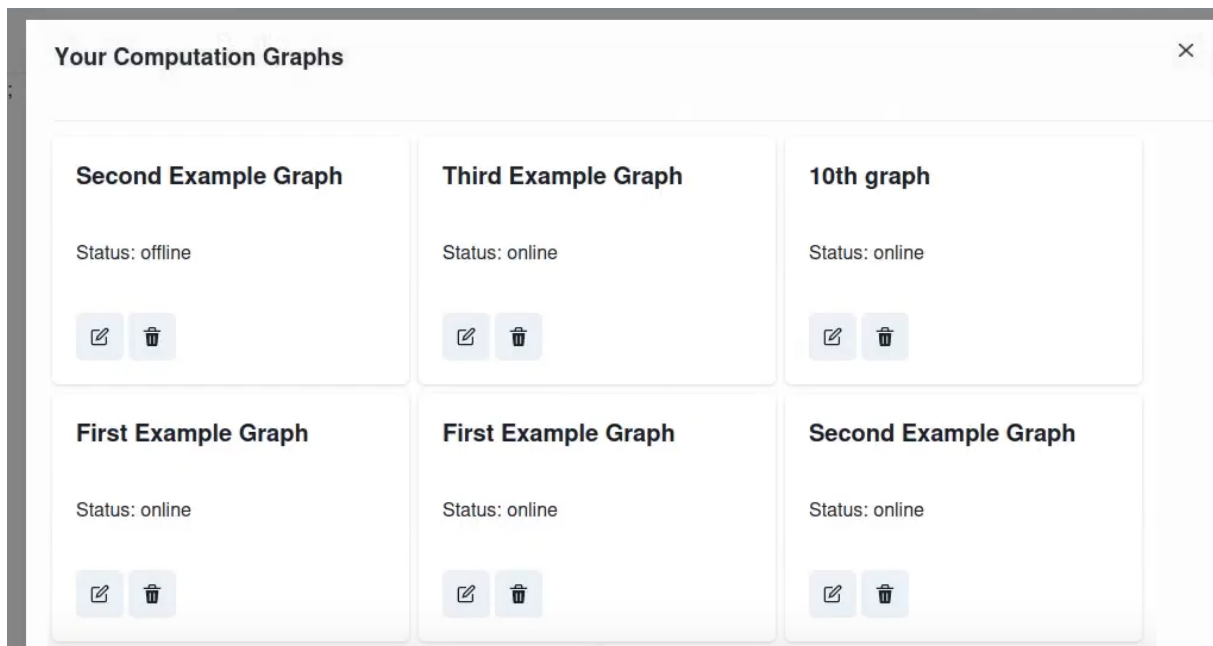 Your Computation Graphs
;
Second Example Graph
Status: offline
Third Example Graph
Status: online
10th graph
Status: online
First Example Graph
Status: online
First Example Graph
Status: online
Second Example Graph
Status: online